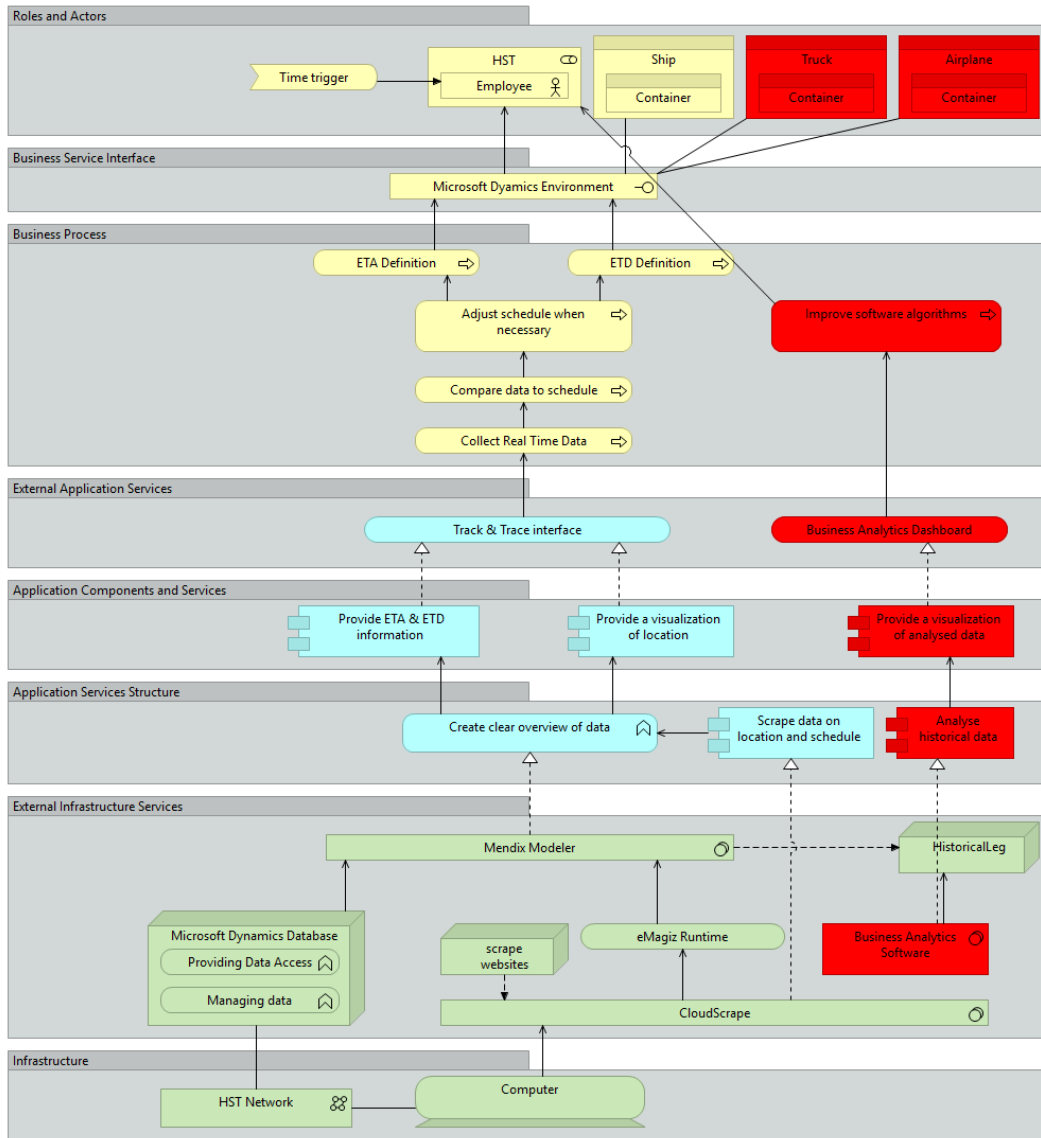 Roles and Actors
Time trigger
HST
Employee
Ship
Container
Truck
Container
Airplane
Container
Business Service Interface
Microsoft Dyamics Environment
Business Process
ETA Definition
ETD Definition
Adjust schedule when
necessary
Improve software algorithms
Compare data to schedule
Collect Real Time Data
External Application Services
Track & Trace interface
Business Analytics Dashboard
Application Components and Services
Provide ETA & ETD
information
Provide a visualization
of location
Provide a visualization
of analysed data
Application Services Structure
Create clear overview of data
Scrape data on
location and schedule
Analyse
historical data
External Infrastructure Services
Mendix Modeler
HistoricalLeg
Microsoft Dynamics Database
Providing Data Access
Managing data
scrape
websites
eMagiz Runtime
Business Analytics
Software
CloudScrape
Infrastructure
HST Network
Computer